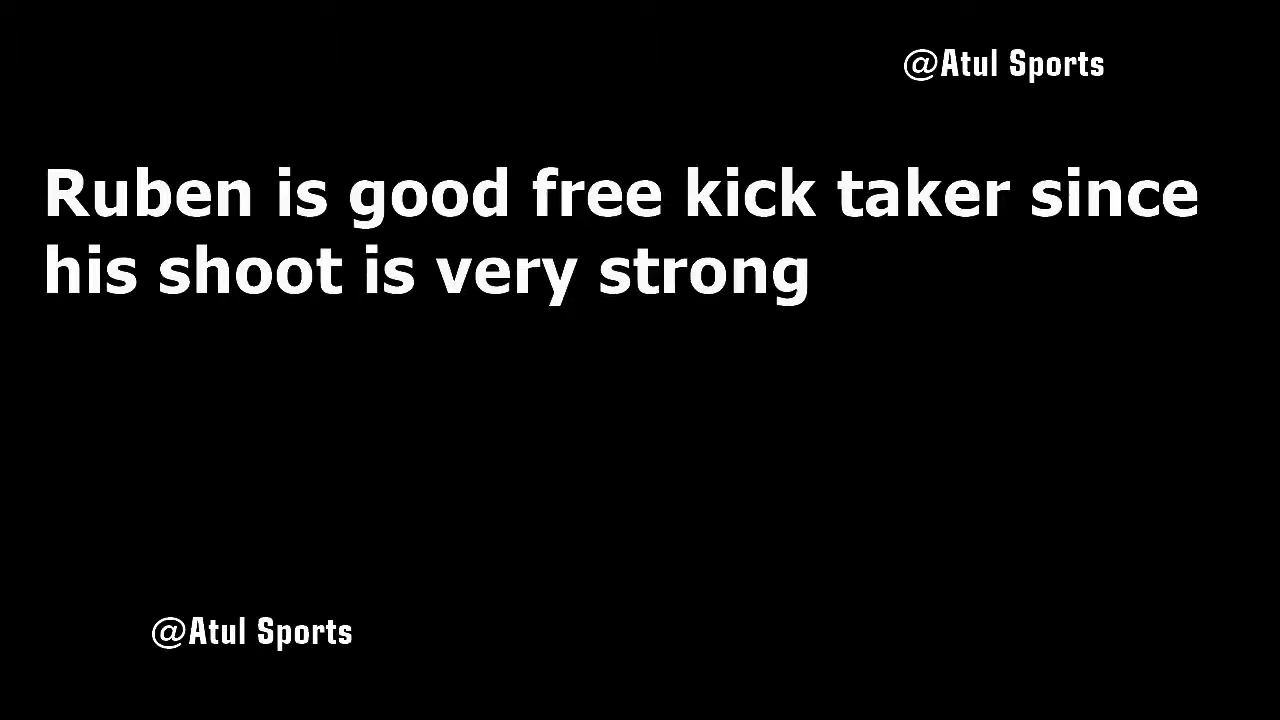 @Atul Sports
Ruben is good free kick taker since
his shoot is very strong
@Atul Sports